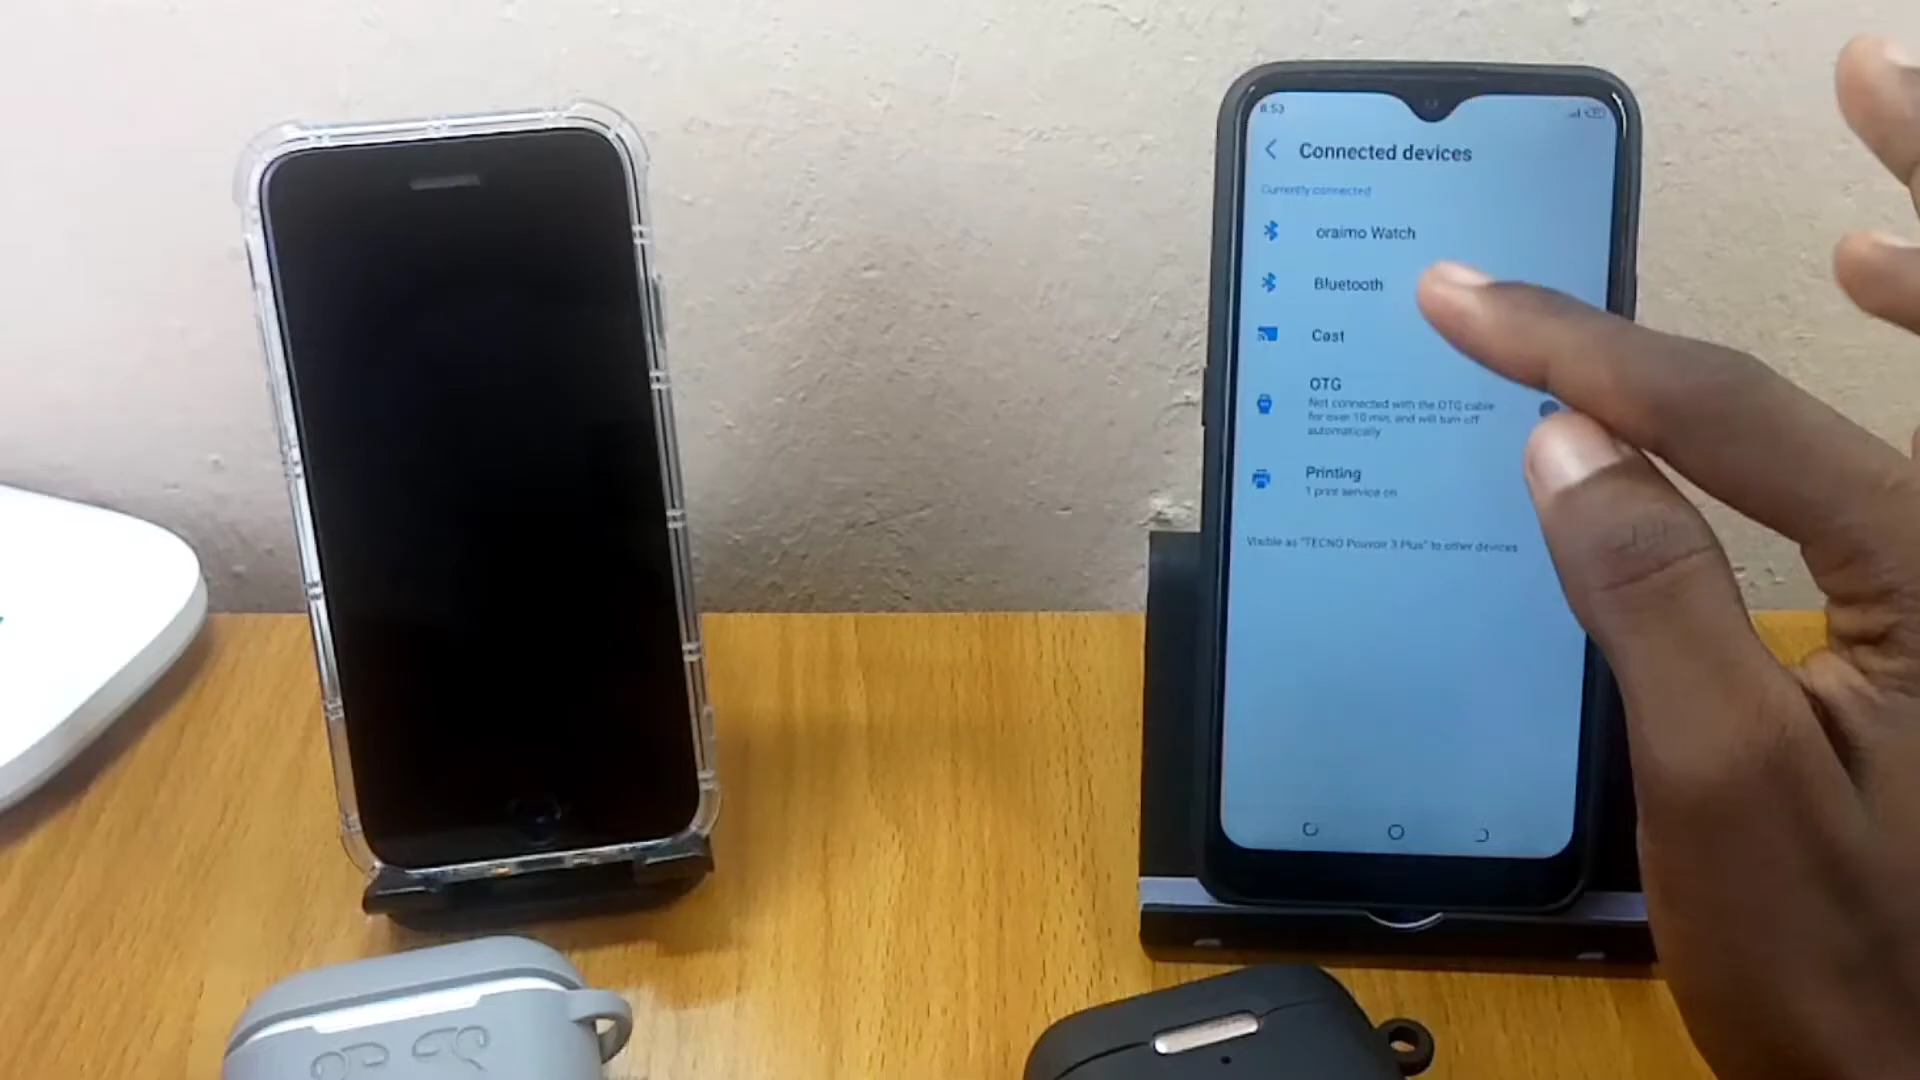 8:53
Connected devices
Currently connected
oraimo Watch
Bluetooth
Cast
OTG
Not connected with the OTG cable
for over 10 min, and will turn off
automatically
Printing
1 print service on
Visible as "TECNO Pouvoir 3 Plus" to other devices